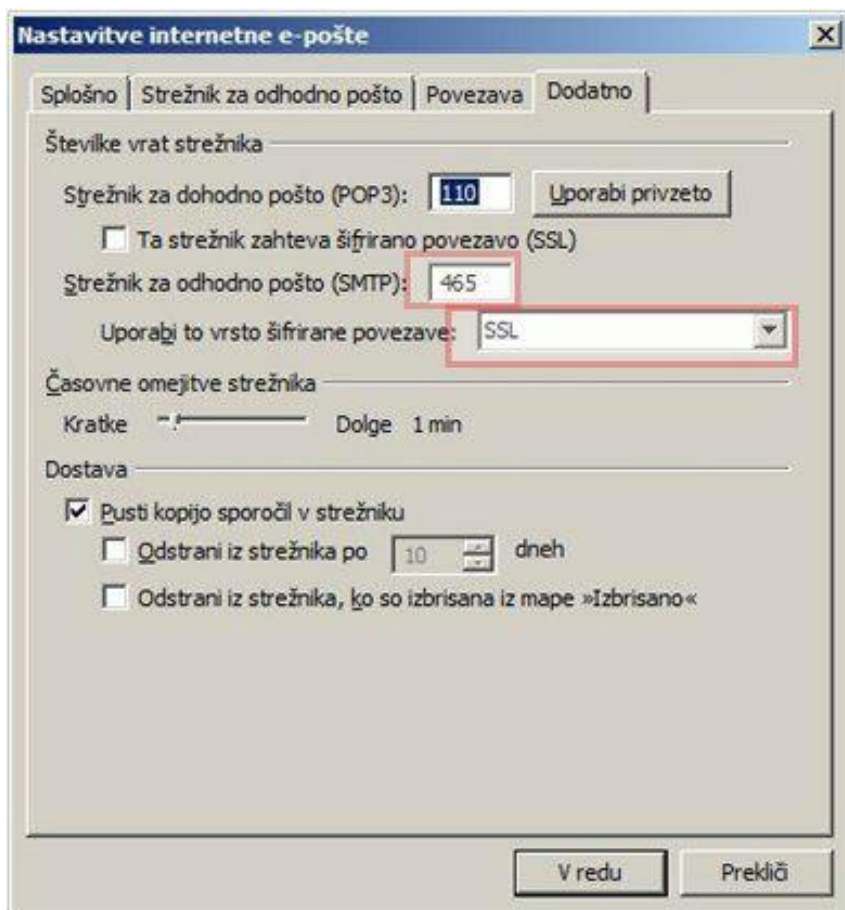 Nastavitve internetne e-pošte
Splošno Strežnik za odhodno pošto Povezava Dodatno
Številke vrat strežnika
Strežnik za dohodno pošto (POP3): 110 Uporabi privzeto
Ta strežnik zahteva šifrirano povezavo (SSL)
Strežnik za odhodno pošto (SMTP): 465
Uporabi to vrsto šifrirane povezave: SSL
Časovne omejitve strežnika
Kratke Dolge 1 min
Dostava
Pusti kopijo sporočil v strežniku
Odstrani iz strežnika po 10 dneh
Odstrani iz strežnika, ko so izbrisana iz mape »Izbrisano«
V redu Prekliči